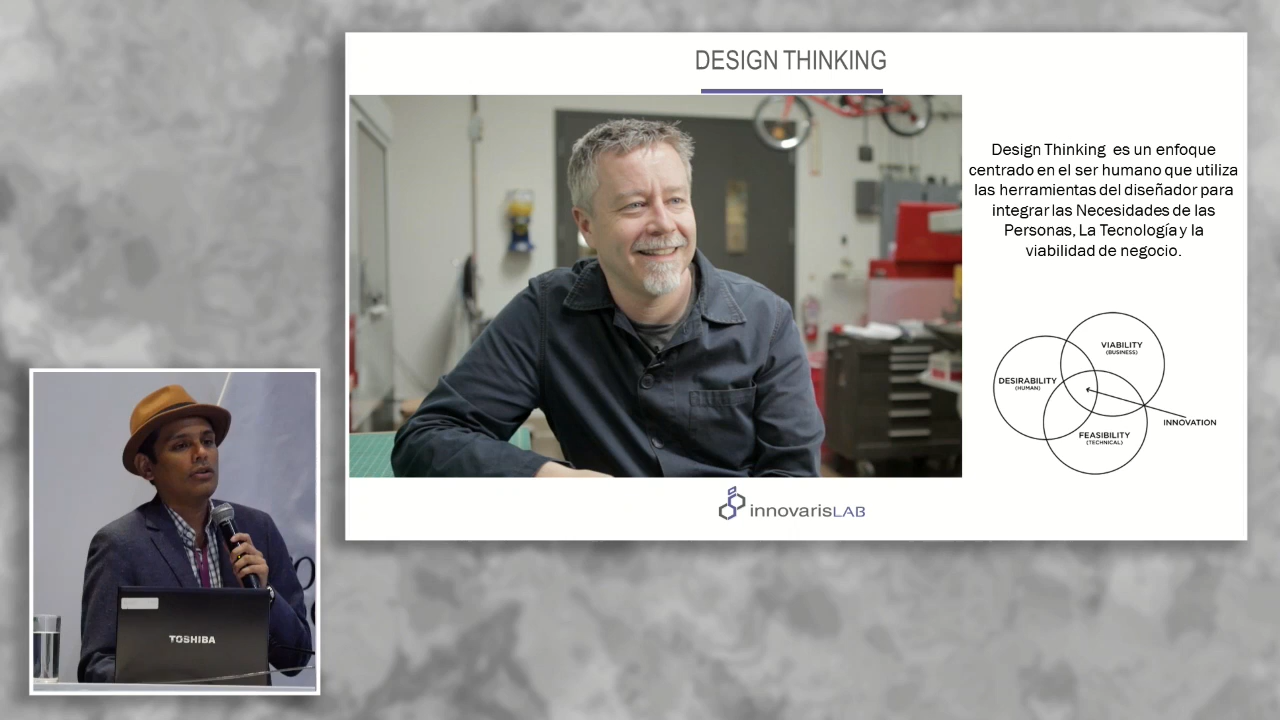 DESIGN THINKING
Design Thinking es un enfoque
centrado en el ser humano que utiliza
las herramientas del diseñador para
integrar las Necesidades de las
Personas, La Tecnología y la
viabilidad de negocio.
VIABILITY
(BUSINESS)
DESIRABILITY
(HUMAN)
INNOVATION
FEASIBILITY
(TECHNICAL)
innovarisLAB
TOSHIBA